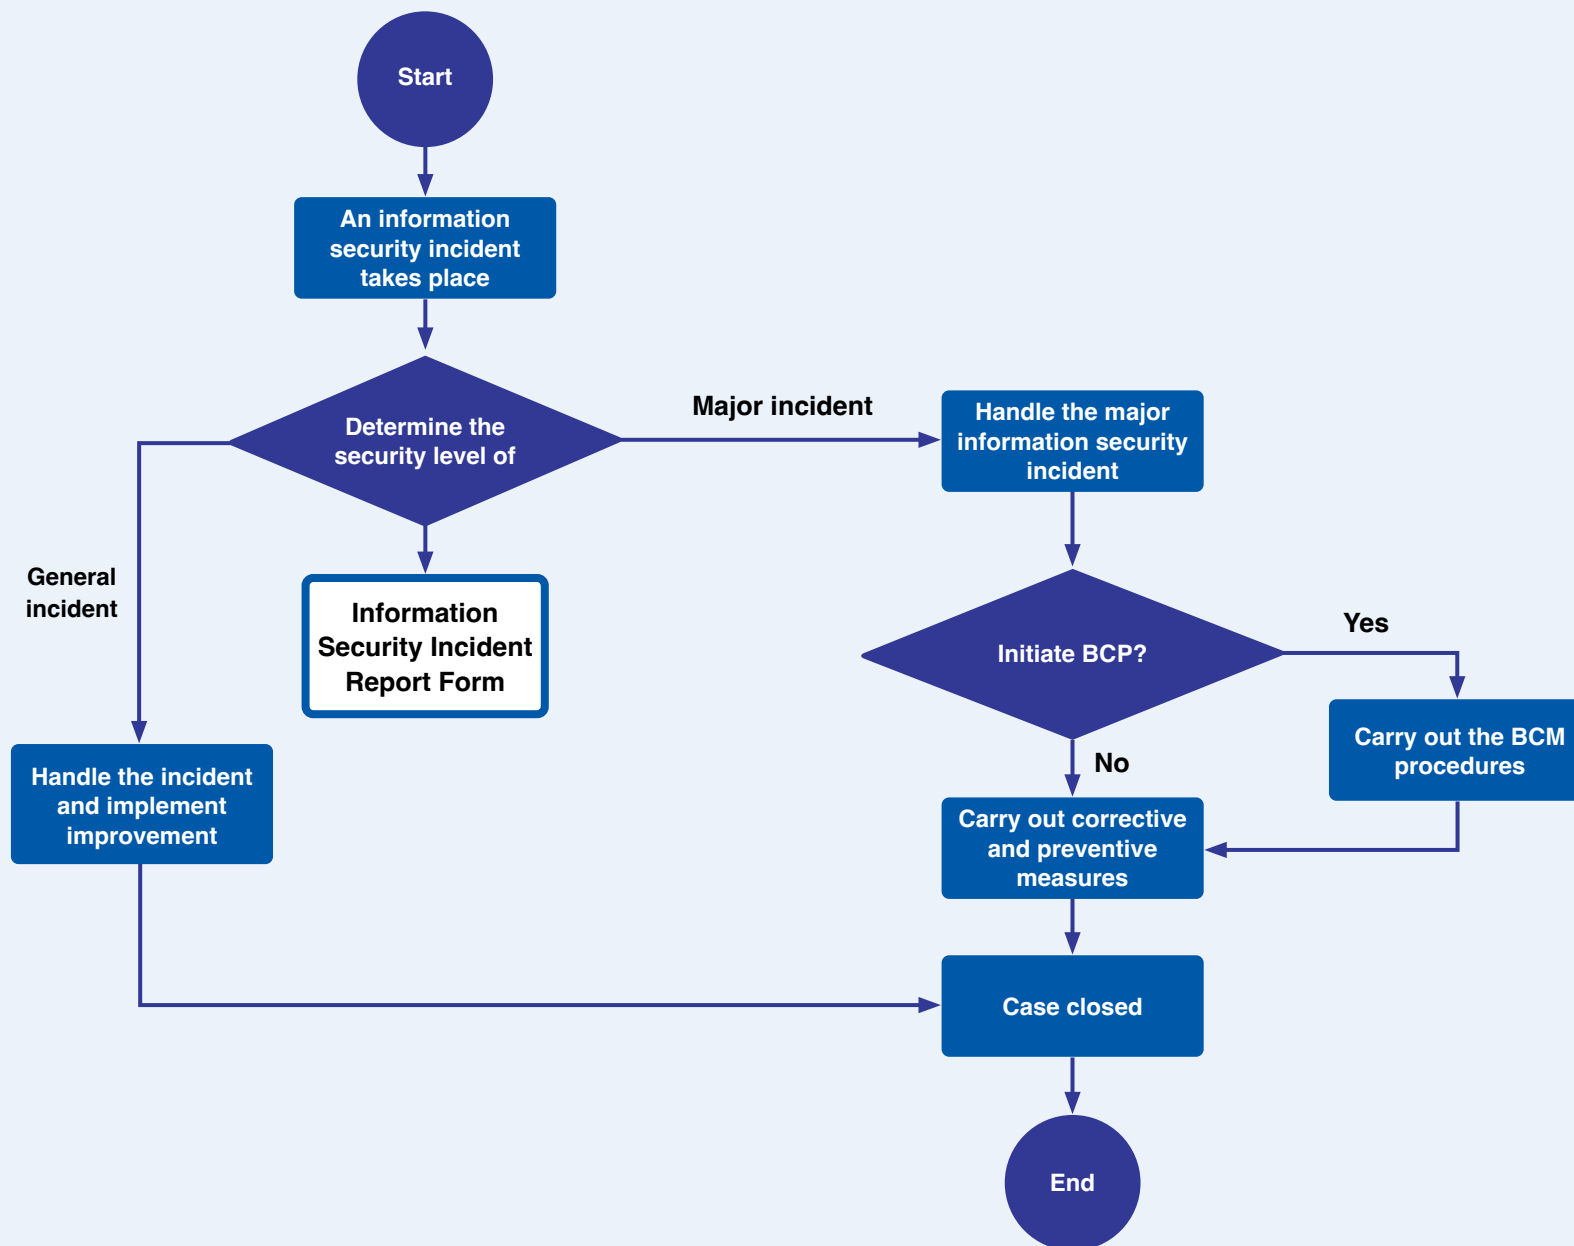 Start
An information
security incident
takes place
Determine the
security level of
Major incident
Handle the major
information security
incident
General
incident
Information
Security Incident
Report Form
Initiate BCP?
Yes
No
Carry out the BCM
procedures
Handle the incident
and implement
improvement
Carry out corrective
and preventive
measures
Case closed
End